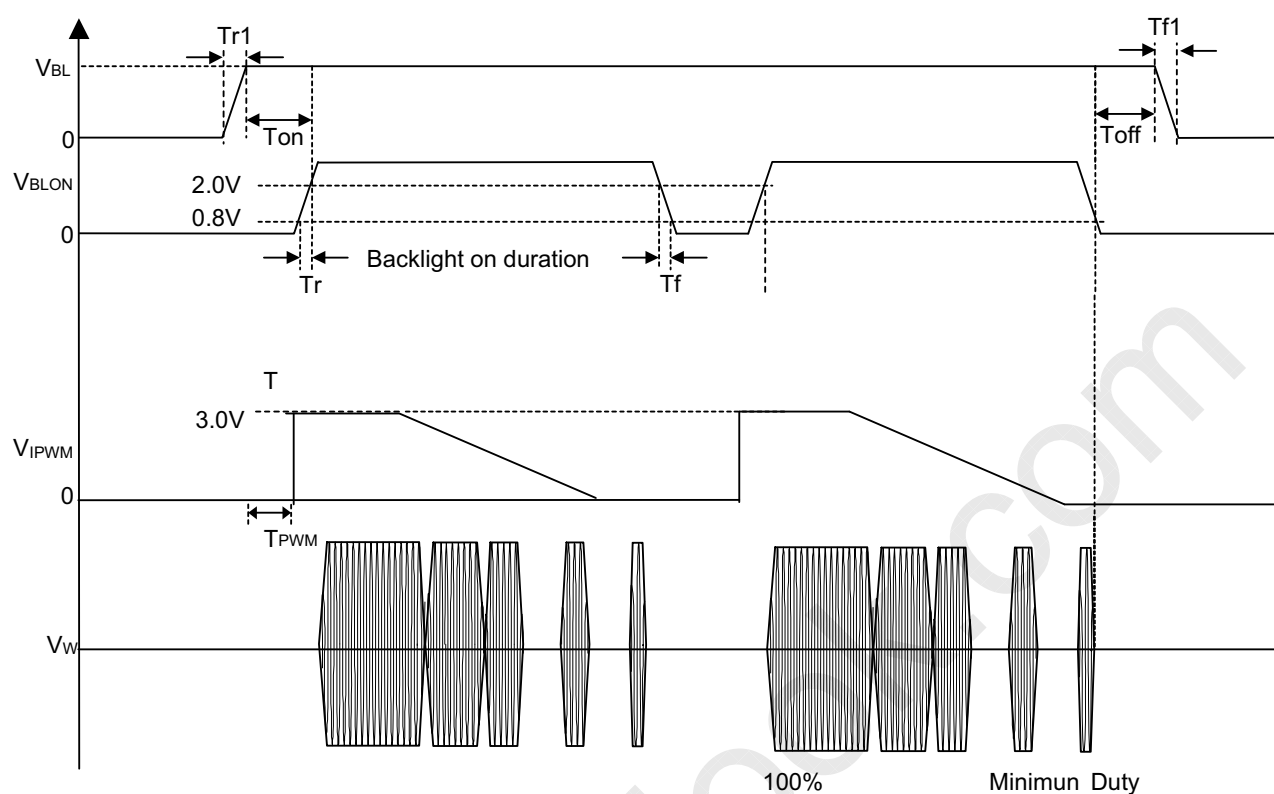 Tr1
Tf1
VBL
0
Ton
Toff
VBLON
2.0V
0.8V
0
Backlight on duration
Tr
Tf
T
3.0V
VIPWM
0
TPWM
VW
100%
Minimun Duty